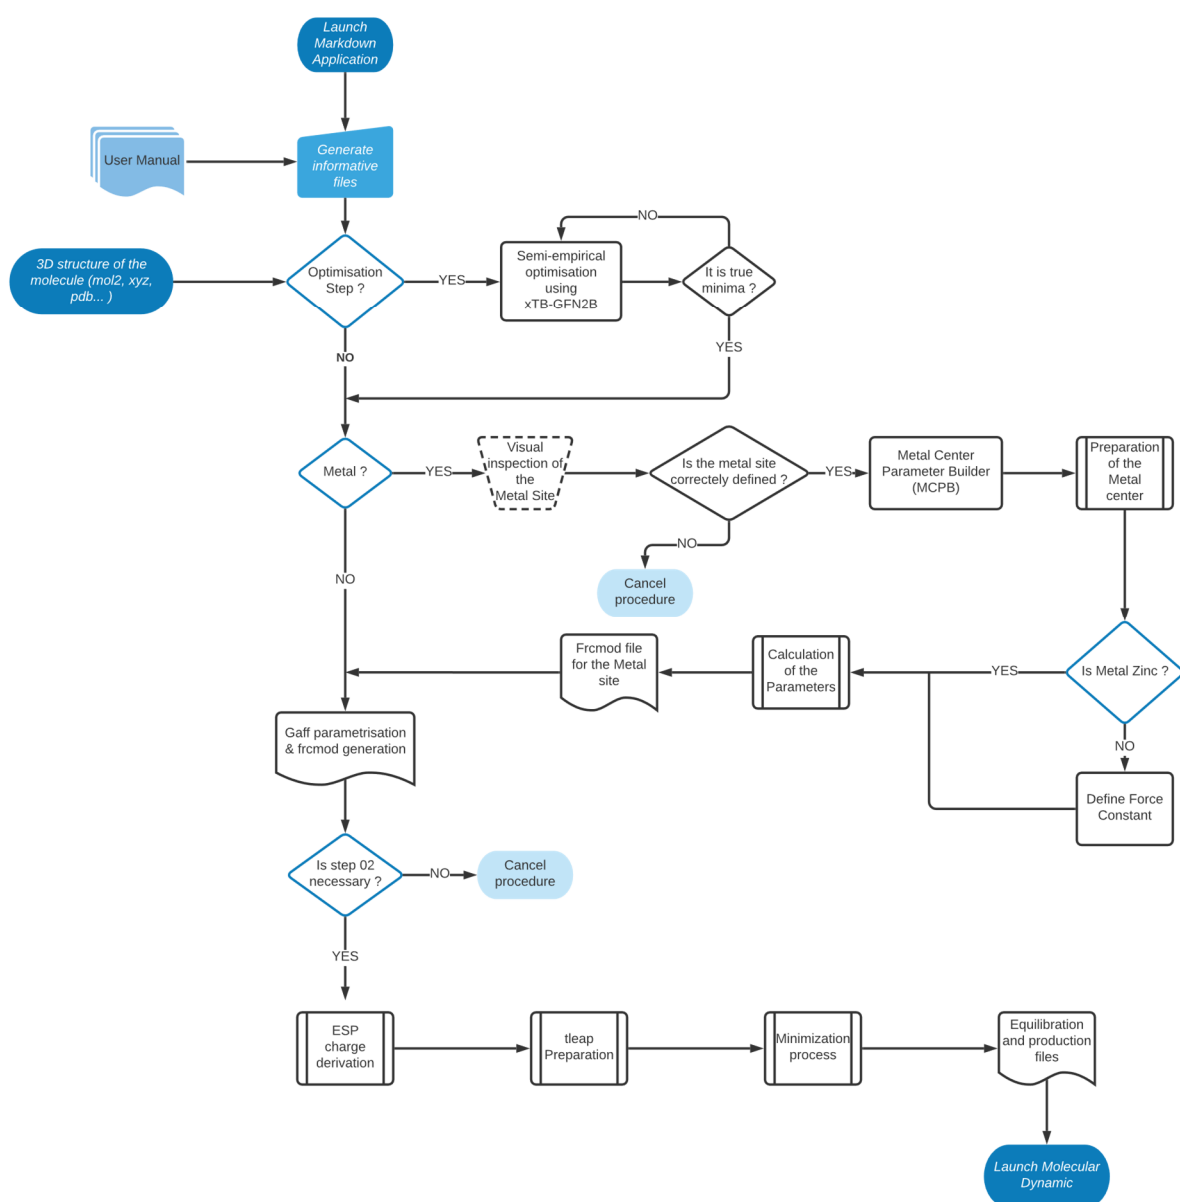 Launch
Markdown
Application
User Manual
Generate
informative
files
3D structure of the
molecule (mol2, xyz,
pdb... )
Optimisation
Step ?
YES
Semi-empirical
optimisation
using
xTB-GFN2B
NO
It is true
minima ?
NO
YES
Metal ?
YES
Visual
inspection of
the
Metal Site
Is the metal site
correctely defined ?
YES
Metal Center
Parameter Builder
(MCPB)
Preparation
of the
Metal
center
NO
Cancel
procedure
NO
Frcmod file
for the Metal
site
Calculation
of the
Parameters
YES
Is Metal Zinc ?
NO
Define Force
Constant
Gaff parametrisation
& frcmod generation
Is step 02
necessary ?
NO
Cancel
procedure
YES
ESP
charge
derivation
tleap
Preparation
Minimization
process
Equilibration
and production
files
Launch Molecular
Dynamic